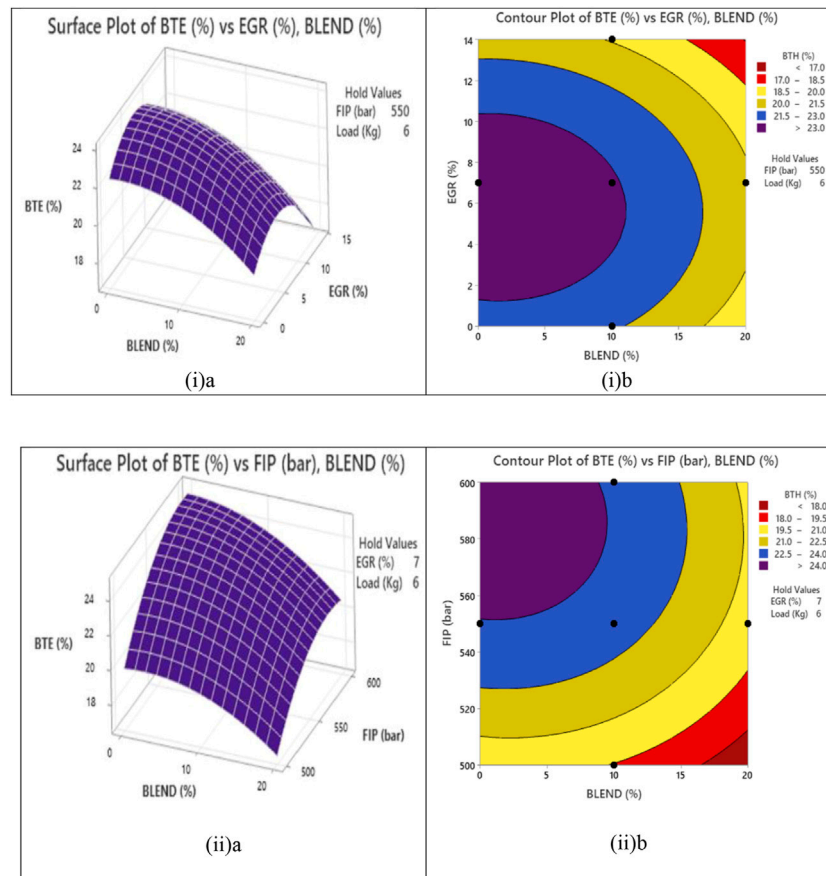 Surface Plot of BTE (%) vs EGR (%), BLEND (%)
Hold Values
FIP (bar) 550
Load (Kg) 6
24
22
20
18
BTE (%)
15
10
5
0
EGR (%)
0
10
20
BLEND (%)
(i)a
Contour Plot of BTE (%) vs EGR (%), BLEND (%)
14
12
10
8
6
4
2
0
EGR (%)
0
5
10
15
20
BLEND (%)
BTH (%)
< 17.0
17.0 – 18.5
18.5 – 20.0
20.0 – 21.5
21.5 – 23.0
> 23.0
Hold Values
FIP (bar) 550
Load (Kg) 6
(i)b
Surface Plot of BTE (%) vs FIP (bar), BLEND (%)
Hold Values
EGR (%) 7
Load (Kg) 6
24
22
20
18
BTE (%)
600
550
500
FIP (bar)
0
10
20
BLEND (%)
(ii)a
Contour Plot of BTE (%) vs FIP (bar), BLEND (%)
600
580
560
540
520
500
FIP (bar)
0
5
10
15
20
BLEND (%)
BTH (%)
< 18.0
18.0 – 19.5
19.5 – 21.0
21.0 – 22.5
22.5 – 24.0
> 24.0
Hold Values
EGR (%) 7
Load (Kg) 6
(ii)b